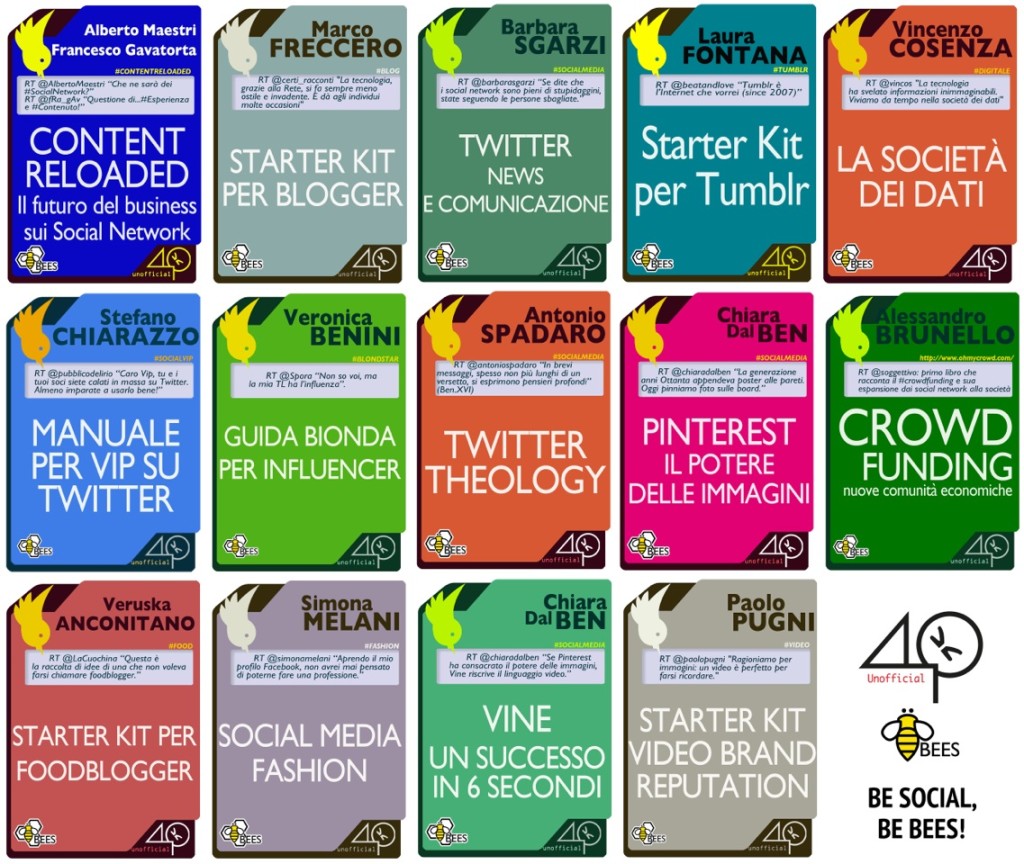 Alberto Maestri
Francesco Gavatorta
#CONTENTRELOADED
RT @AlbertoMaestri "Che ne sarà dei
#SocialNetwork?"
RT @fRa_gAv "Questione di...#Esperienza
e #Contenuto!"
CONTENT
RELOADED
Il futuro del business
sui Social Network
BEES
unofficial
Marco
FRECCERO
#BLOG
RT @certi_racconti "La tecnologia,
grazie alla Rete, si fa sempre meno
ostile e invadente. E dà agli individui
molte occasioni"
STARTER KIT
PER BLOGGER
BEES
unofficial
Barbara
SGARZI
#SOCIALMEDIA
RT @barbarasgarzi "Se dite che
i social network sono pieni di stupidaggini,
state seguendo le persone sbagliate."
TWITTER
NEWS
E COMUNICAZIONE
BEES
unofficial
Laura
FONTANA
#TUMBLR
RT @beatandlove "Tumblr è
l'Internet che vorrei (since 2007)"
Starter Kit
per Tumblr
BEES
unofficial
Vincenzo
COSENZA
#DIGITALE
RT @vincos "La tecnologia
ha svelato informazioni inimmaginabili.
Viviamo da tempo nella società dei dati"
LA SOCIETÀ
DEI DATI
BEES
unofficial
Stefano
CHIARAZZO
#SOCIALVIP
RT @pubblicodelirio "Caro Vip, tu e i
tuoi soci siete calati in massa su Twitter.
Almeno imparate a usarlo bene!"
MANUALE
PER VIP SU
TWITTER
BEES
unofficial
Veronica
BENINI
#BLONDSTAR
RT @Spora "Non so voi, ma
la mia TL ha l'influenza".
GUIDA BIONDA
PER INFLUENCER
BEES
unofficial
Antonio
SPADARO
#SOCIALMEDIA
RT @antoniospadaro "In brevi
messaggi, spesso non più lunghi di un
versetto, si esprimono pensieri profondi"
(Ben.XVI)
TWITTER
THEOLOGY
BEES
unofficial
Chiara
Dal BEN
#SOCIALMEDIA
RT @chiaradalben "La generazione
anni Ottanta appendeva poster alle pareti.
Oggi pinniamo foto sulle board."
PINTEREST
IL POTERE
DELLE IMMAGINI
BEES
unofficial
Alessandro
BRUNELLO
http://www.ohmycrowd.com/
RT @soggettivo: primo libro che
racconta il #crowdfunding e sua
espansione dai social network alla società
CROWD
FUNDING
nuove comunità economiche
BEES
unofficial
Veruska
ANCONITANO
#FOOD
RT @LaCuochina "Questa è
la raccolta di idee di una che non voleva
farsi chiamare foodblogger.
STARTER KIT PER
FOODBLOGGER
BEES
unofficial
Simona
MELANI
#FASHION
RT @simonamelani "Aprendo il mio
profilo Facebook, non avrei mai pensato
di poterne fare una professione."
SOCIAL MEDIA
FASHION
BEES
unofficial
Chiara
Dal BEN
#SOCIALMEDIA
RT @chiaradalben "Se Pinterest
ha consacrato il potere delle immagini,
Vine riscrive il linguaggio video."
VINE
UN SUCCESSO
IN 6 SECONDI
BEES
unofficial
Paolo
PUGNI
#VIDEO
RT @paolopugni "Ragioniamo per
immagini: un video è perfetto per
farsi ricordare."
STARTER KIT
VIDEO BRAND
REPUTATION
BEES
unofficial
Unofficial
BEES
BE SOCIAL,
BE BEES!